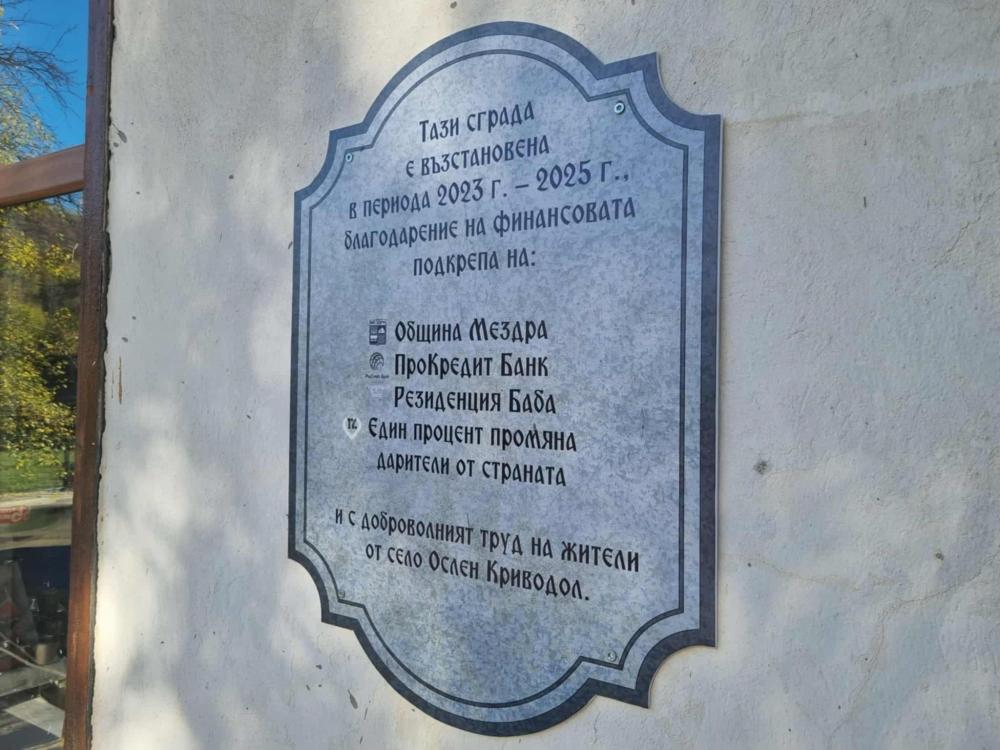 Тази сграда
е възстановена
в периода 2023 г. – 2025 г.,
благодарение на финансовата
подкрепа на:
Община Мездра
ПроКредит Банк
Резиденция Баба
Един процент промяна
дарители от страната
и с доброволният труд на жители
от село Ослен Криводол.